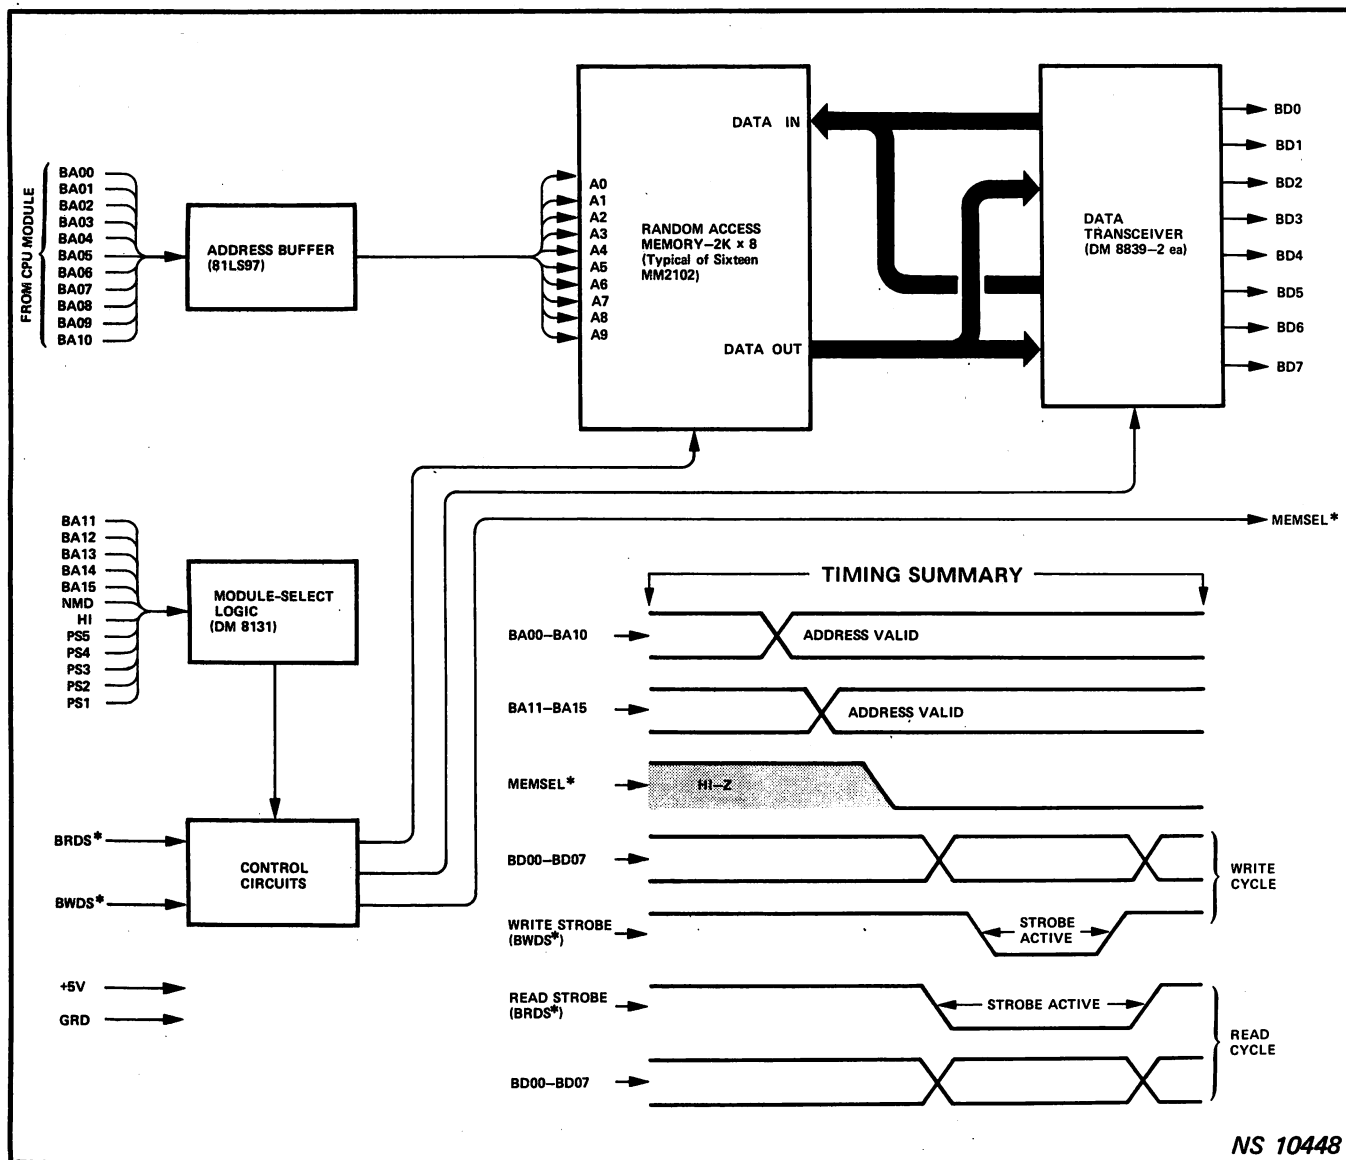 FROM CPU MODULE
BA00
BA01
BA02
BA03
BA04
BA05
BA06
BA07
BA08
BA09
BA10
ADDRESS BUFFER
(81LS97)
A0
A1
A2
A3
A4
A5
A6
A7
A8
A9
DATA IN
RANDOM ACCESS
MEMORY–2K × 8
(Typical of Sixteen
MM2102)
DATA OUT
DATA
TRANSCEIVER
(DM 8839–2 ea)
BD0
BD1
BD2
BD3
BD4
BD5
BD6
BD7
MEMSEL*
BA11
BA12
BA13
BA14
BA15
NMD
HI
PS5
PS4
PS3
PS2
PS1
MODULE-SELECT
LOGIC
(DM 8131)
BRDS*
BWDS*
CONTROL
CIRCUITS
+5V
GRD
TIMING SUMMARY
BA00–BA10
ADDRESS VALID
BA11–BA15
ADDRESS VALID
MEMSEL*
HI–Z
BD00–BD07
WRITE
CYCLE
WRITE STROBE
(BWDS*)
STROBE
ACTIVE
READ STROBE
(BRDS*)
STROBE ACTIVE
READ
CYCLE
BD00–BD07
NS 10448